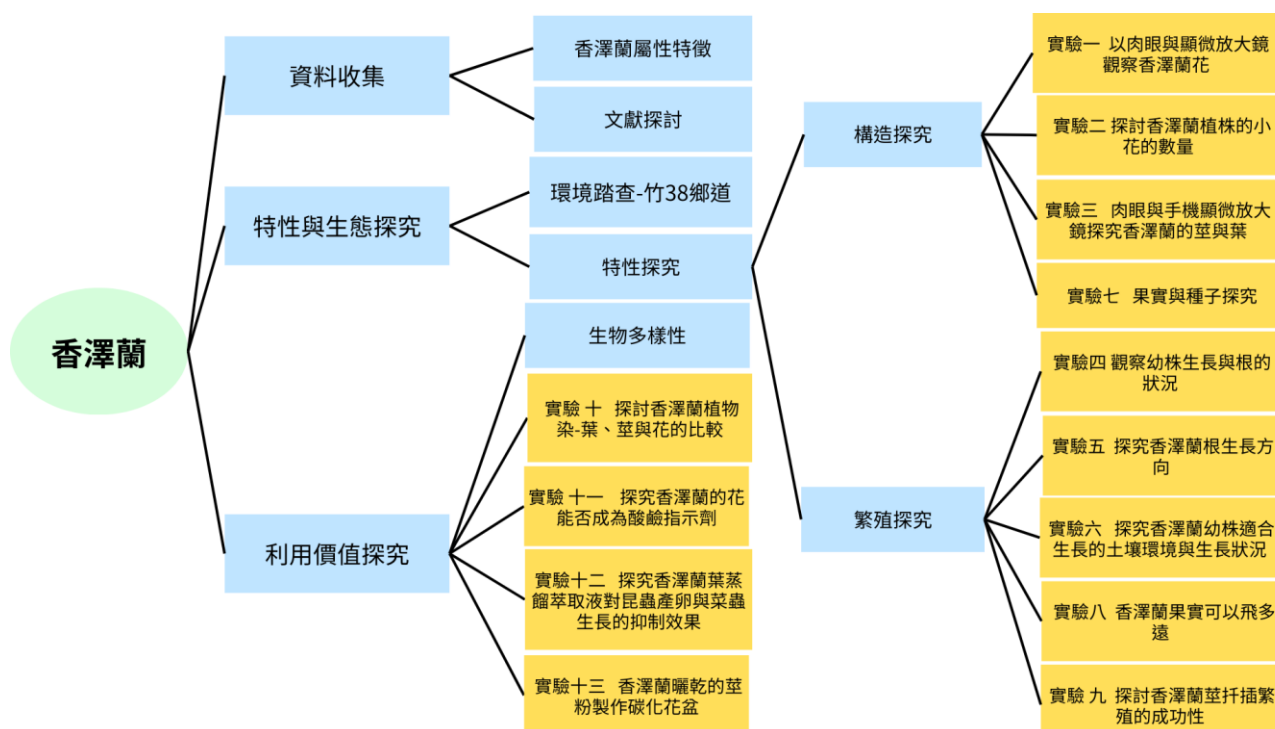 香澤蘭
資料收集
香澤蘭屬性特徵
文獻探討
特性與生態探究
環境踏查-竹38鄉道
特性探究
構造探究
實驗一 以肉眼與顯微放大鏡
觀察香澤蘭花
實驗二 探討香澤蘭植株的小
花的數量
實驗三 肉眼與手機顯微放大
鏡探究香澤蘭的莖與葉
實驗七 果實與種子探究
繁殖探究
實驗四 觀察幼株生長與根的
狀況
實驗五 探究香澤蘭根生長方
向
實驗六 探究香澤蘭幼株適合
生長的土壤環境與生長狀況
實驗八 香澤蘭果實可以飛多
遠
實驗 九 探討香澤蘭莖扦插繁
殖的成功性
利用價值探究
生物多樣性
實驗 十 探討香澤蘭植物
染-葉、莖與花的比較
實驗 十一 探究香澤蘭的花
能否成為酸鹼指示劑
實驗十二 探究香澤蘭葉蒸
餾萃取液對昆蟲產卵與菜蟲
生長的抑制效果
實驗十三 香澤蘭曬乾的莖
粉製作碳化花盆